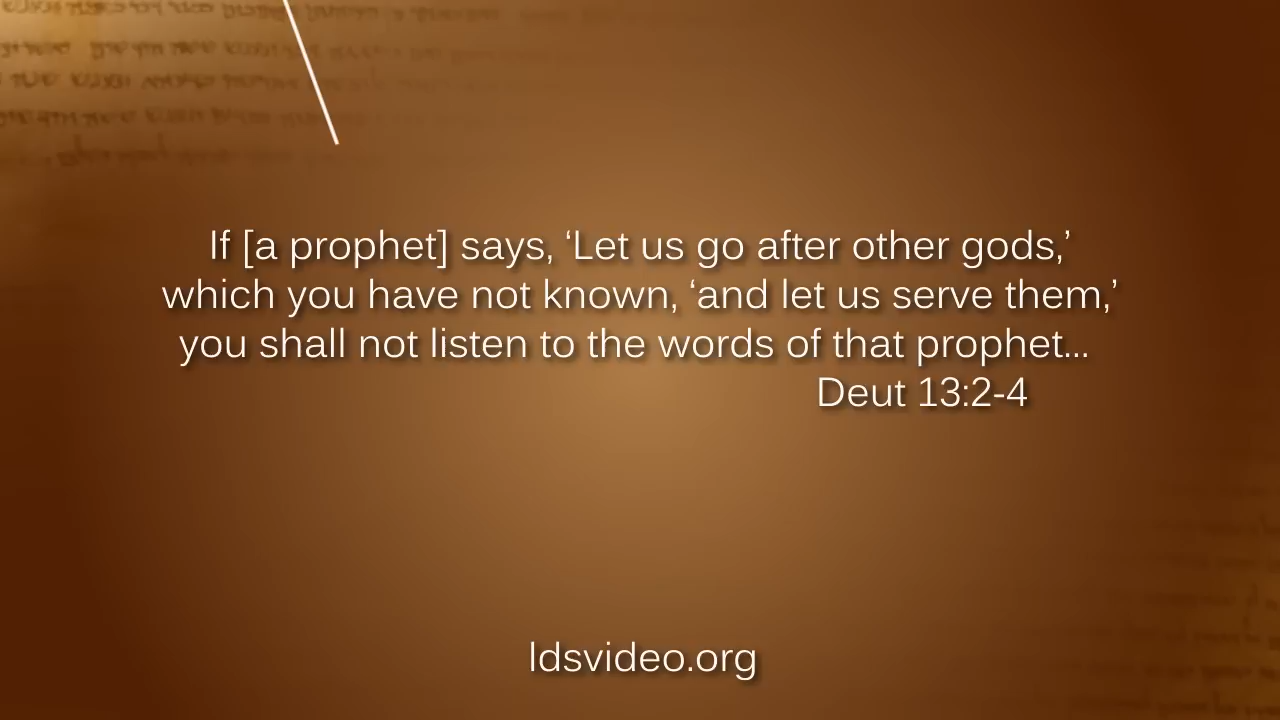 If [a prophet] says, ‘Let us go after other gods,’
which you have not known, ‘and let us serve them,’
you shall not listen to the words of that prophet...
Deut 13:2-4
ldsvideo.org